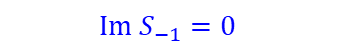 Im S₋₁ = 0